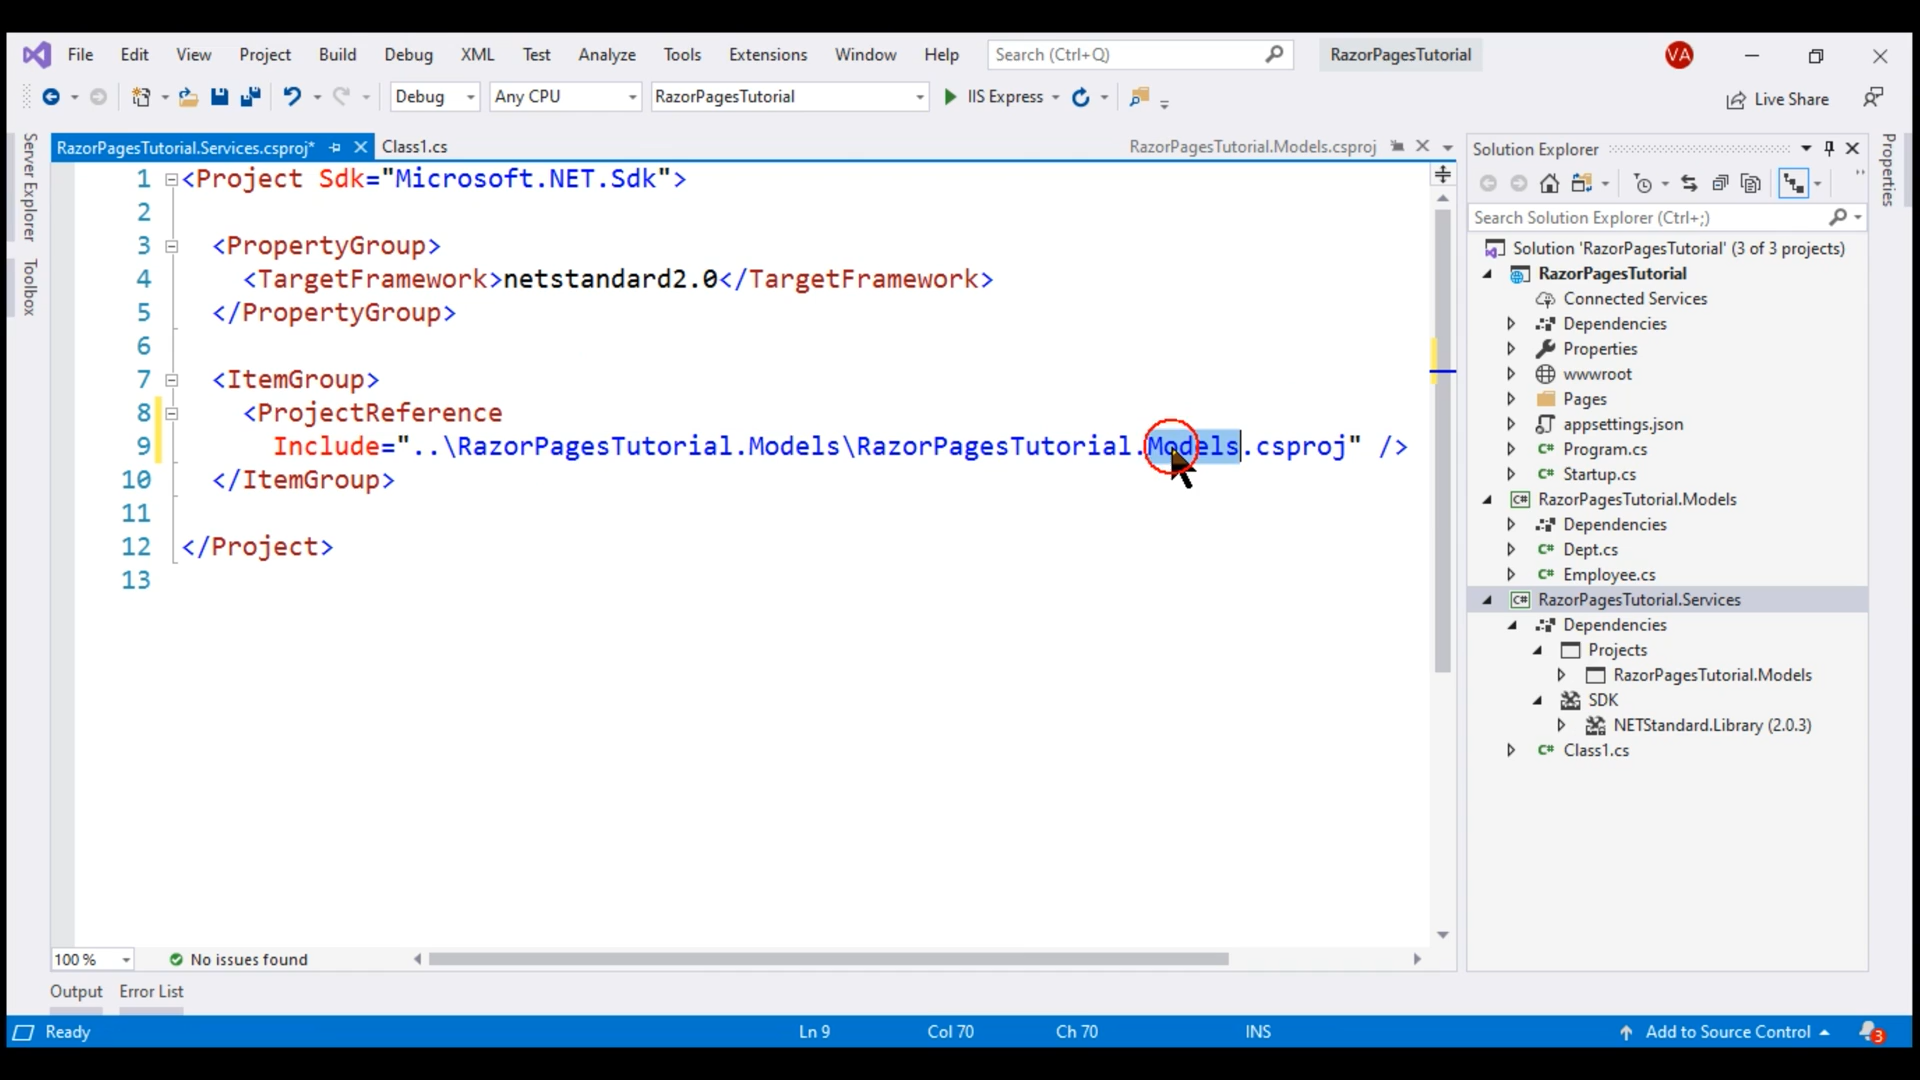 File Edit View Project Build Debug XML Test Analyze Tools Extensions Window Help Search (Ctrl+Q) RazorPagesTutorial VA
Debug Any CPU RazorPagesTutorial IIS Express Live Share
Server Explorer
Toolbox
RazorPagesTutorial.Services.csproj* Class1.cs RazorPagesTutorial.Models.csproj
1 <Project Sdk="Microsoft.NET.Sdk">
2
3 <PropertyGroup>
4 <TargetFramework>netstandard2.0</TargetFramework>
5 </PropertyGroup>
6
7 <ItemGroup>
8 <ProjectReference
9 Include="..\RazorPagesTutorial.Models\RazorPagesTutorial.Models.csproj" />
10 </ItemGroup>
11
12 </Project>
13
100 % No issues found
Solution Explorer
Search Solution Explorer (Ctrl+;)
Solution 'RazorPagesTutorial' (3 of 3 projects)
RazorPagesTutorial
Connected Services
Dependencies
Properties
wwwroot
Pages
appsettings.json
C# Program.cs
C# Startup.cs
C# RazorPagesTutorial.Models
Dependencies
C# Dept.cs
C# Employee.cs
C# RazorPagesTutorial.Services
Dependencies
Projects
RazorPagesTutorial.Models
SDK
NETStandard.Library (2.0.3)
C# Class1.cs
Properties
Output Error List
Ready Ln 9 Col 70 Ch 70 INS Add to Source Control 3